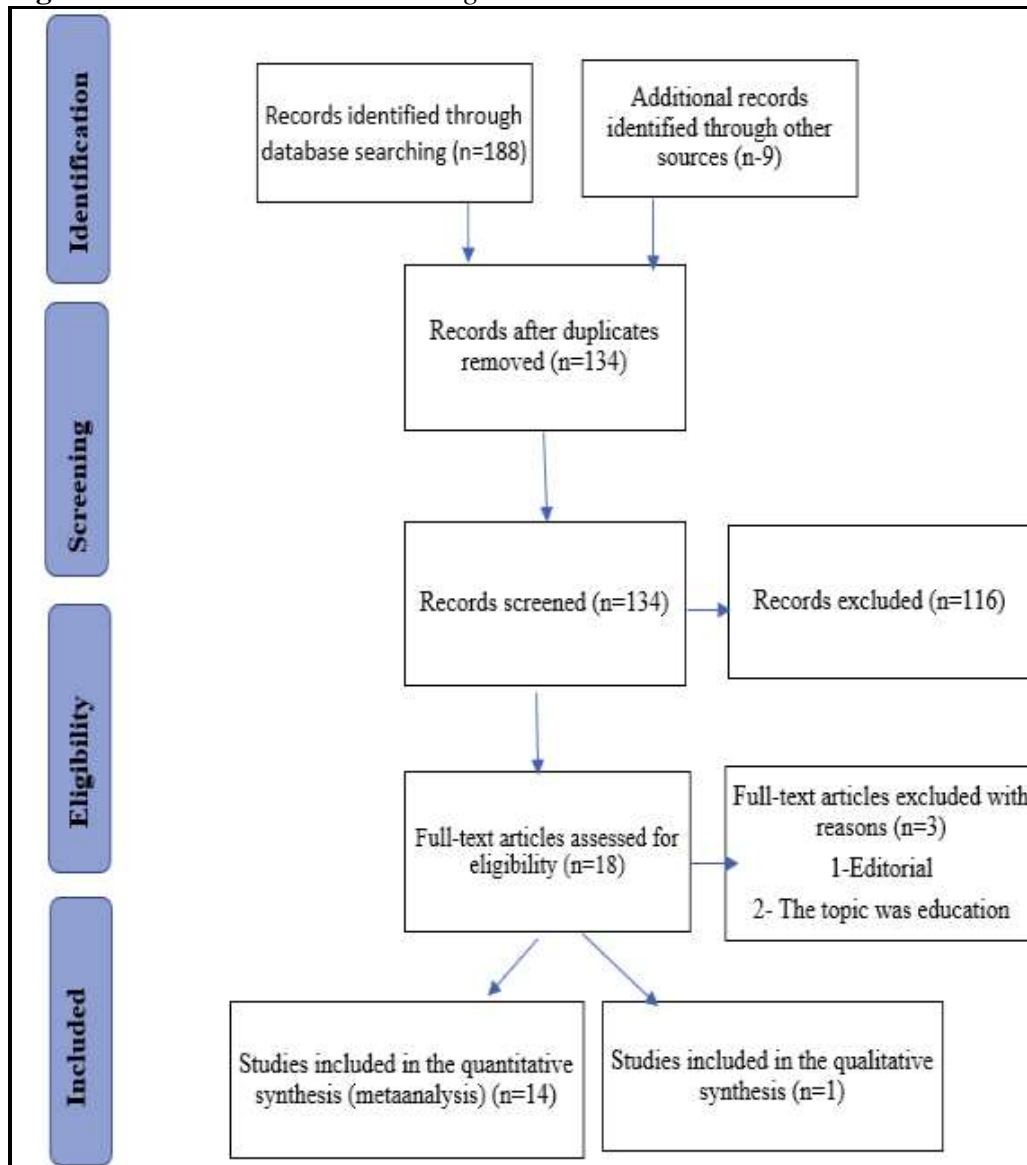 Identification
Records identified through
database searching (n=188)
Additional records
identified through other
sources (n-9)
Records after duplicates
removed (n=134)
Screening
Records screened (n=134)
Records excluded (n=116)
Eligibility
Full-text articles assessed for
eligibility (n=18)
Full-text articles excluded with
reasons (n=3)
1-Editorial
2- The topic was education
Included
Studies included in the quantitative
synthesis (metaanalysis) (n=14)
Studies included in the qualitative
synthesis (n=1)